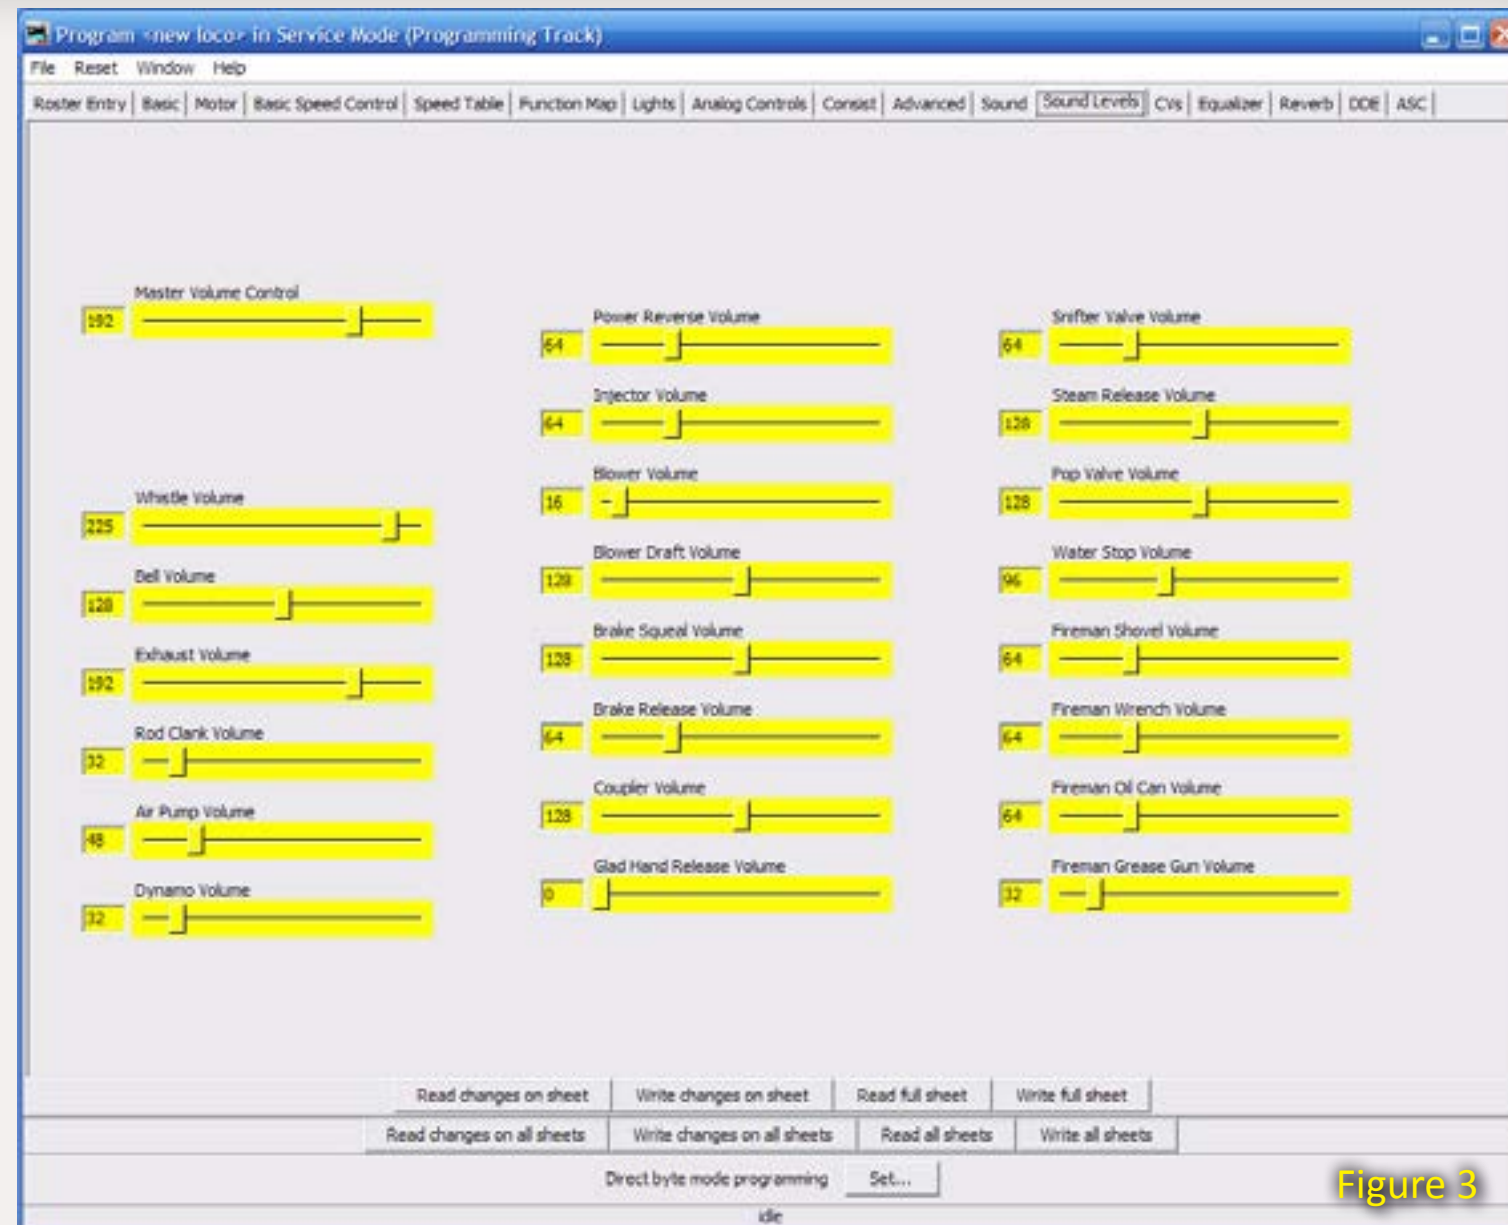 Program <new loco> in Service Mode (Programming Track)
File Reset Window Help
Roster Entry Basic Motor Basic Speed Control Speed Table Function Map Lights Analog Controls Consist Advanced Sound Sound Levels CVs Equalizer Reverb DDE ASC
Master Volume Control
192
Whistle Volume
225
Bell Volume
128
Exhaust Volume
192
Rod Clank Volume
32
Air Pump Volume
48
Dynamo Volume
32
Power Reverse Volume
64
Injector Volume
64
Blower Volume
16
Blower Draft Volume
128
Brake Squeal Volume
128
Brake Release Volume
64
Coupler Volume
128
Glad Hand Release Volume
0
Snifter Valve Volume
64
Steam Release Volume
128
Pop Valve Volume
128
Water Stop Volume
96
Fireman Shovel Volume
64
Fireman Wrench Volume
64
Fireman Oil Can Volume
64
Fireman Grease Gun Volume
32
Read changes on sheet Write changes on sheet Read full sheet Write full sheet
Read changes on all sheets Write changes on all sheets Read all sheets Write all sheets
Direct byte mode programming Set...
idle
Figure 3